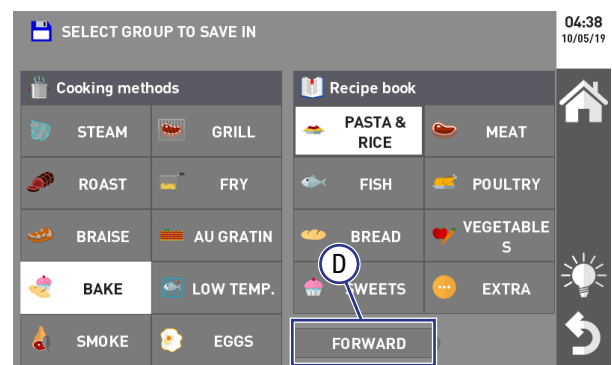 SELECT GROUP TO SAVE IN
04:38
10/05/19
Cooking methods
Recipe book
STEAM
GRILL
PASTA &
RICE
MEAT
ROAST
FRY
FISH
POULTRY
BRAISE
AU GRATIN
BREAD
VEGETABLE
S
D
BAKE
LOW TEMP.
SWEETS
EXTRA
SMOKE
EGGS
FORWARD